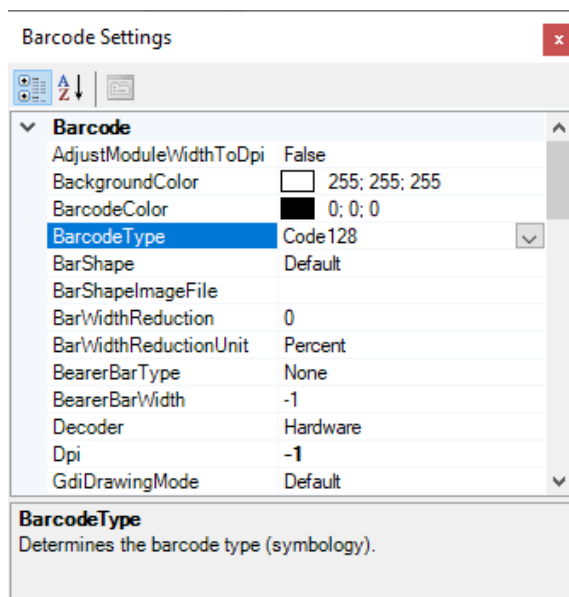 Barcode Settings
x
A
Z
Barcode
AdjustModuleWidthToDpi False
BackgroundColor 255; 255; 255
BarcodeColor 0; 0; 0
BarcodeType Code128
BarShape Default
BarShapeImageFile
BarWidthReduction 0
BarWidthReductionUnit Percent
BearerBarType None
BearerBarWidth -1
Decoder Hardware
Dpi -1
GdiDrawingMode Default
BarcodeType
Determines the barcode type (symbology).